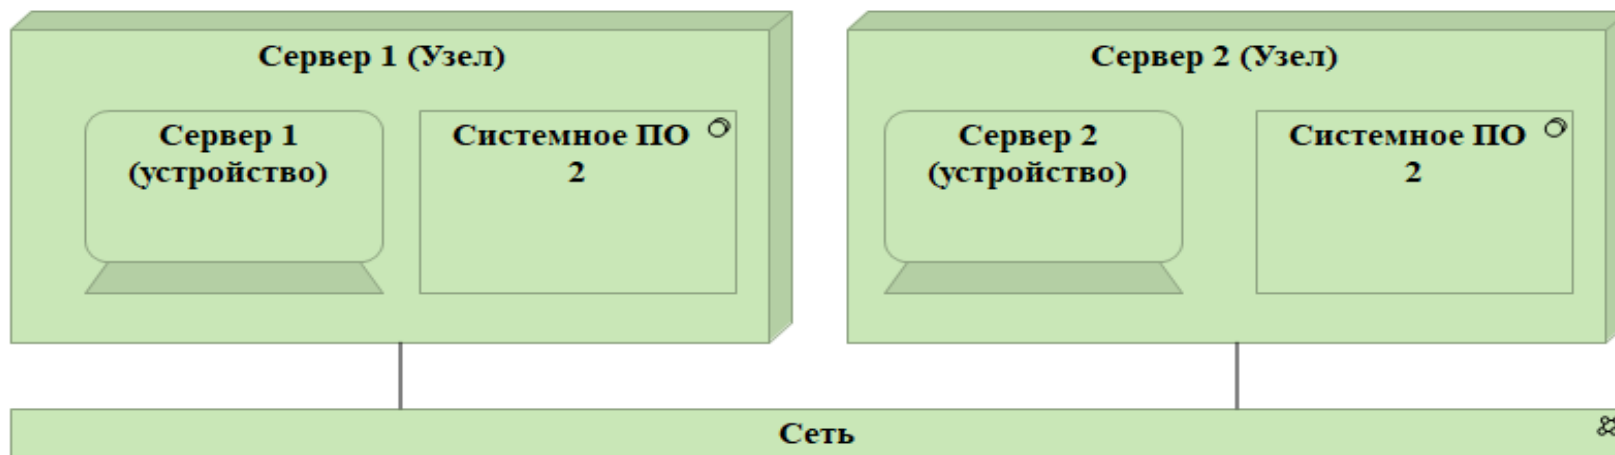 Сервер 1 (Узел)
Сервер 1
(устройство)
Системное ПО
2
Сервер 2 (Узел)
Сервер 2
(устройство)
Системное ПО
2
Сеть